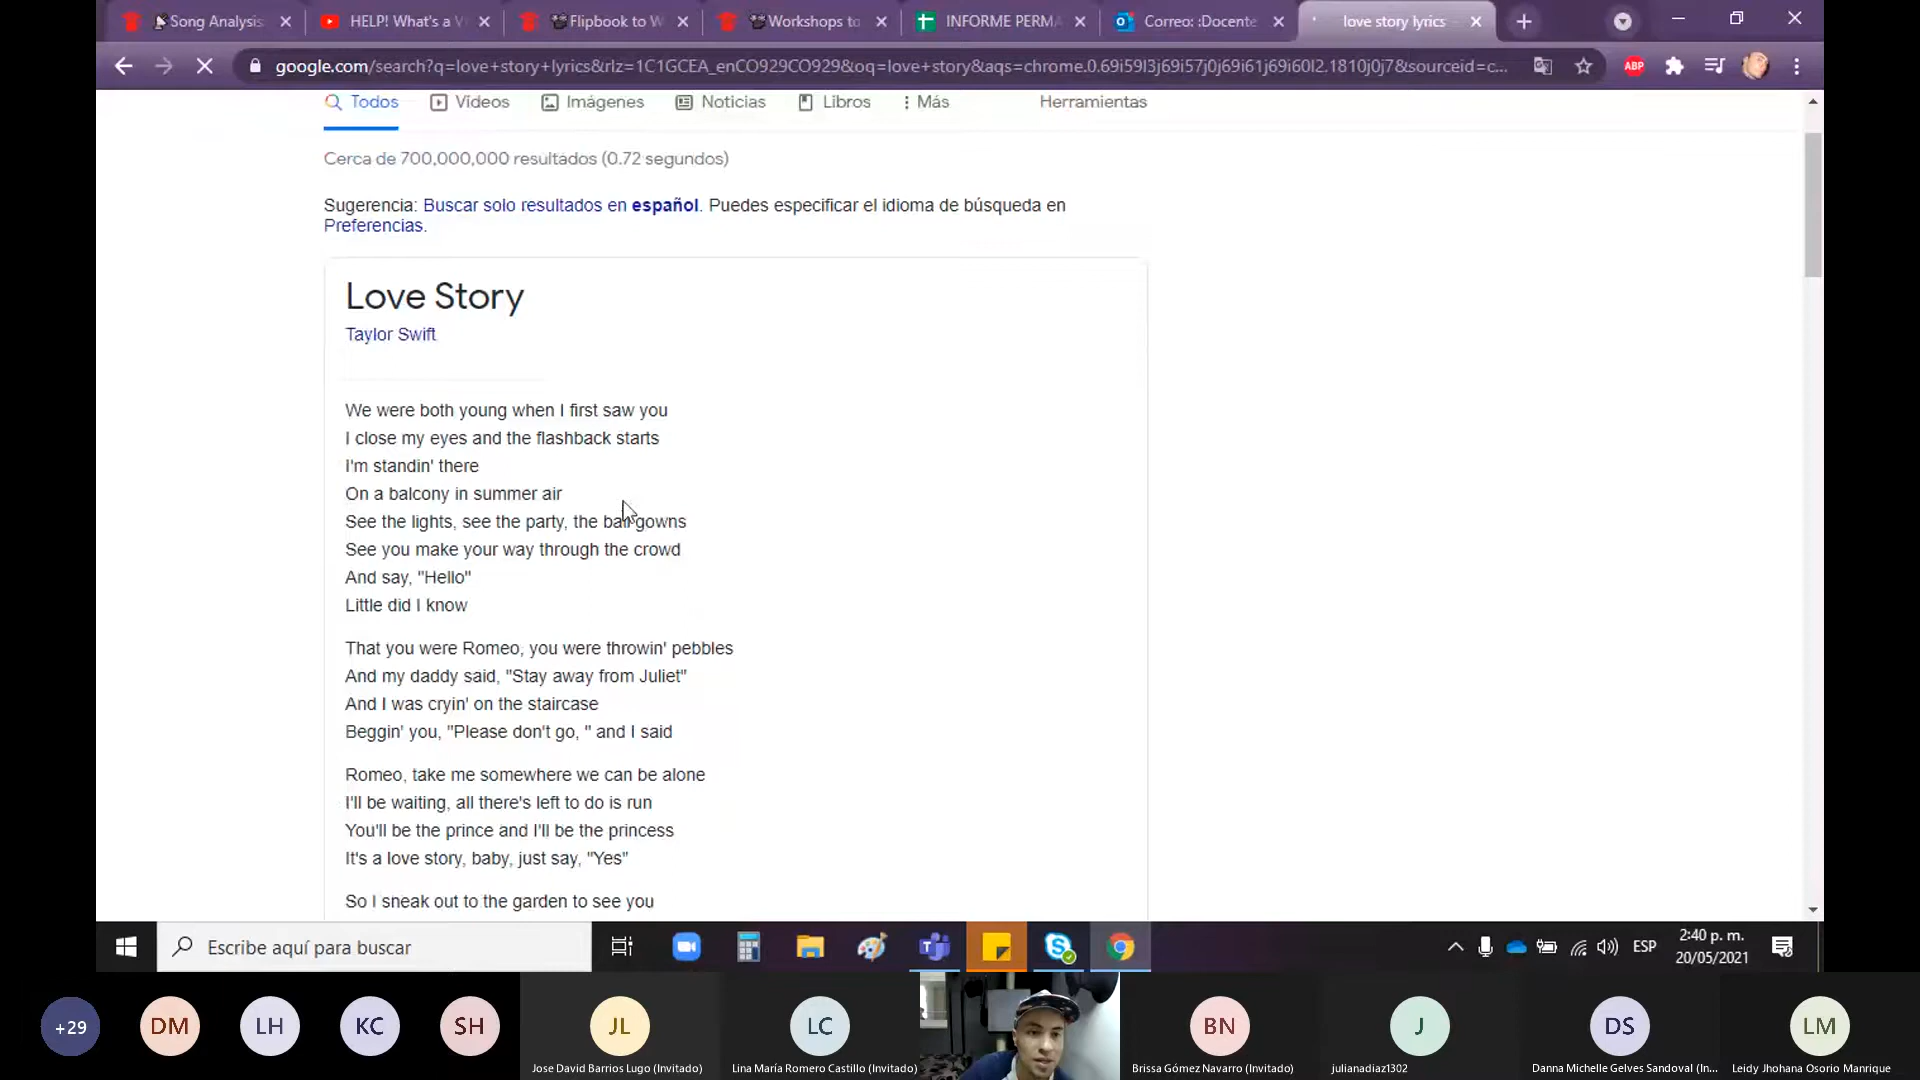 Song Analysis
HELP! What's a V
Flipbook to W
Workshops to
INFORME PERMA
Correo: :Docente
love story lyrics
google.com/search?q=love+story+lyrics&rlz=1C1GCEA_enCO929CO929&oq=love+story&aqs=chrome.0.69i59l3j69i57j0j69i61j69i60l2.1810j0j7&sourceid=c...
ABP
Todos
Videos
Imágenes
Noticias
Libros
Más
Herramientas
Cerca de 700,000,000 resultados (0.72 segundos)
Sugerencia: Buscar solo resultados en español. Puedes especificar el idioma de búsqueda en
Preferencias.
Love Story
Taylor Swift
We were both young when I first saw you
I close my eyes and the flashback starts
I'm standin' there
On a balcony in summer air
See the lights, see the party, the ball gowns
See you make your way through the crowd
And say, "Hello"
Little did I know
That you were Romeo, you were throwin' pebbles
And my daddy said, "Stay away from Juliet"
And I was cryin' on the staircase
Beggin' you, "Please don't go, " and I said
Romeo, take me somewhere we can be alone
I'll be waiting, all there's left to do is run
You'll be the prince and I'll be the princess
It's a love story, baby, just say, "Yes"
So I sneak out to the garden to see you
Escribe aquí para buscar
ESP
2:40 p. m.
20/05/2021
+29
DM
LH
KC
SH
JL
LC
BN
J
DS
LM
Jose David Barrios Lugo (Invitado)
Lina María Romero Castillo (Invitado)
Brissa Gómez Navarro (Invitado)
julianadiaz1302
Danna Michelle Gelves Sandoval (In...
Leidy Jhohana Osorio Manrique